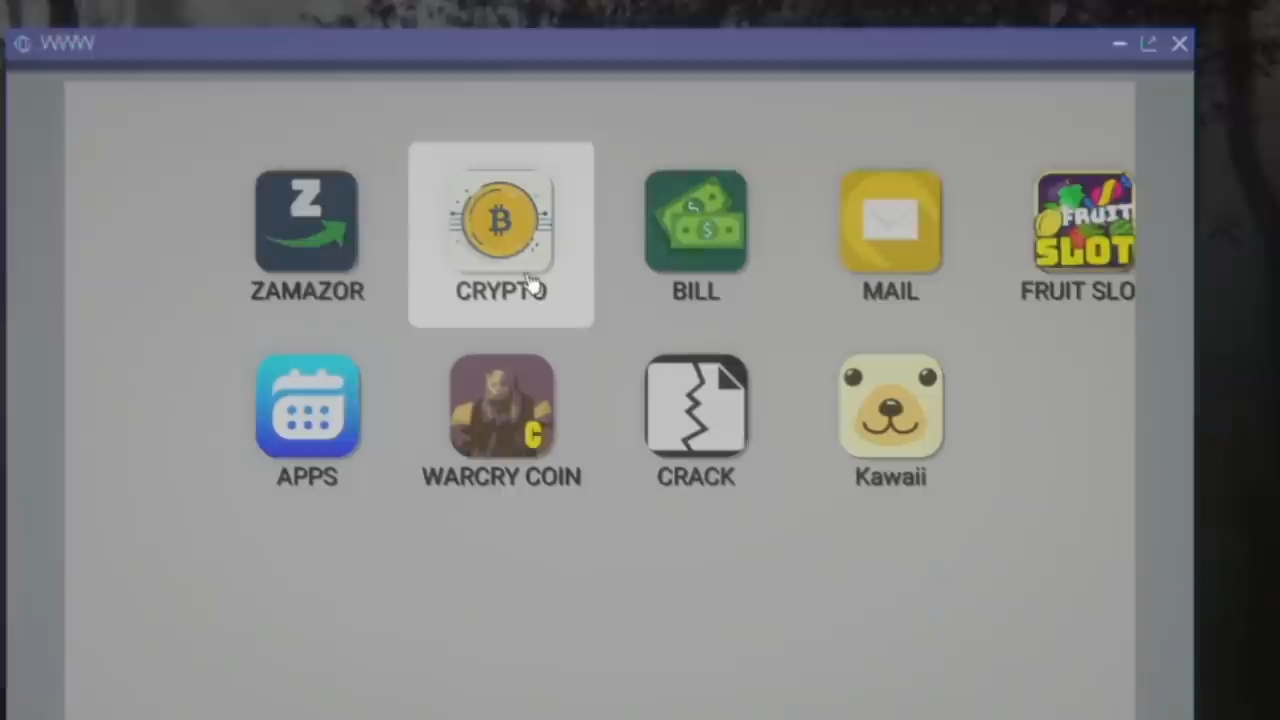 WWW
Z
ZAMAZOR
CRYPTO
BILL
MAIL
FRUIT
SLOT
FRUIT SLO
C
APPS
WARCRY COIN
CRACK
Kawaii